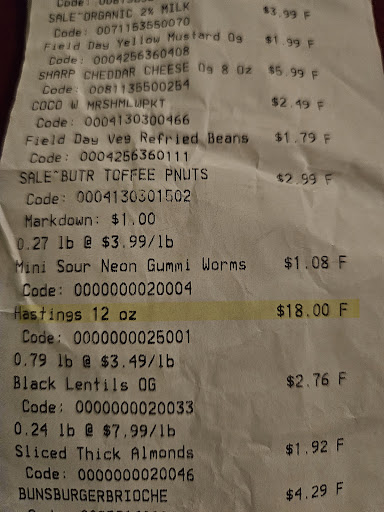 SALE~ORGANIC 2% MILK $3.99 F
Code: 0071153550070
Field Day Yellow Mustard Og $1.99 F
Code: 0004256360408
SHARP CHEDDAR CHEESE Og 8 Oz $5.99 F
Code: 0081135500254
COCO W MRSHMLWPKT $2.49 F
Code: 0004130300466
Field Day Veg Refried Beans $1.79 F
Code: 0004256360111
SALE~BUTR TOFFEE PNUTS $2.99 F
Code: 0004130301502
Markdown: $1.00
0.27 lb @ $3.99/lb
Mini Sour Neon Gummi Worms $1.08 F
Code: 0000000020004
Hastings 12 oz $18.00 F
Code: 0000000025001
0.79 lb @ $3.49/lb
Black Lentils OG $2.76 F
Code: 0000000020033
0.24 lb @ $7.99/lb
Sliced Thick Almonds $1.92 F
Code: 0000000020046
BUNSBURGERBRIOCHE $4.29 F